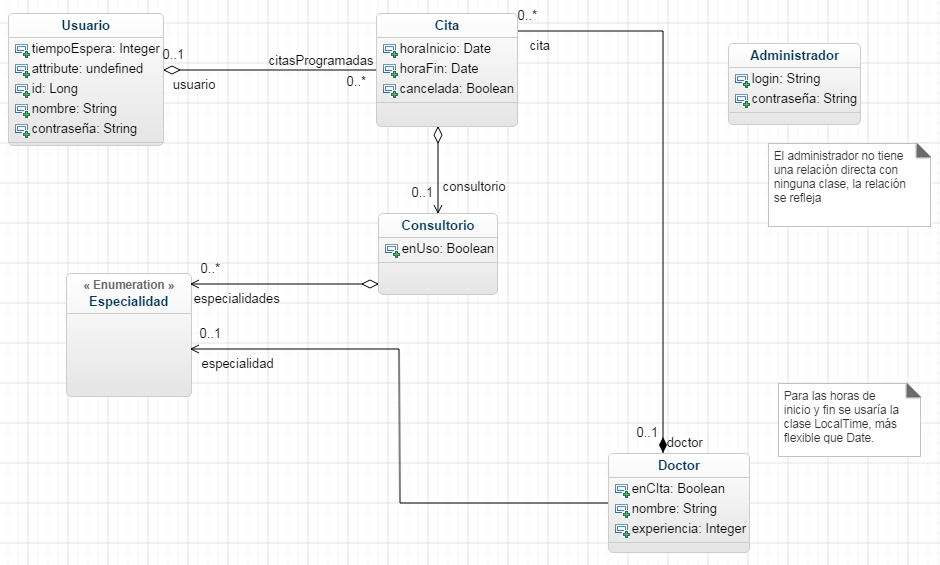 Usuario
tiempoEspera: Integer
attribute: undefined
id: Long
nombre: String
contraseña: String
0..1
usuario
citasProgramadas
0..*
Cita
horaInicio: Date
horaFin: Date
cancelada: Boolean
0..*
cita
Administrador
login: String
contraseña: String
El administrador no tiene
una relación directa con
ninguna clase, la relación
se refleja
0..1
consultorio
Consultorio
enUso: Boolean
0..*
especialidades
« Enumeration »
Especialidad
0..1
especialidad
Para las horas de
inicio y fin se usaría la
clase LocalTime, más
flexible que Date.
0..1
doctor
Doctor
enCIta: Boolean
nombre: String
experiencia: Integer